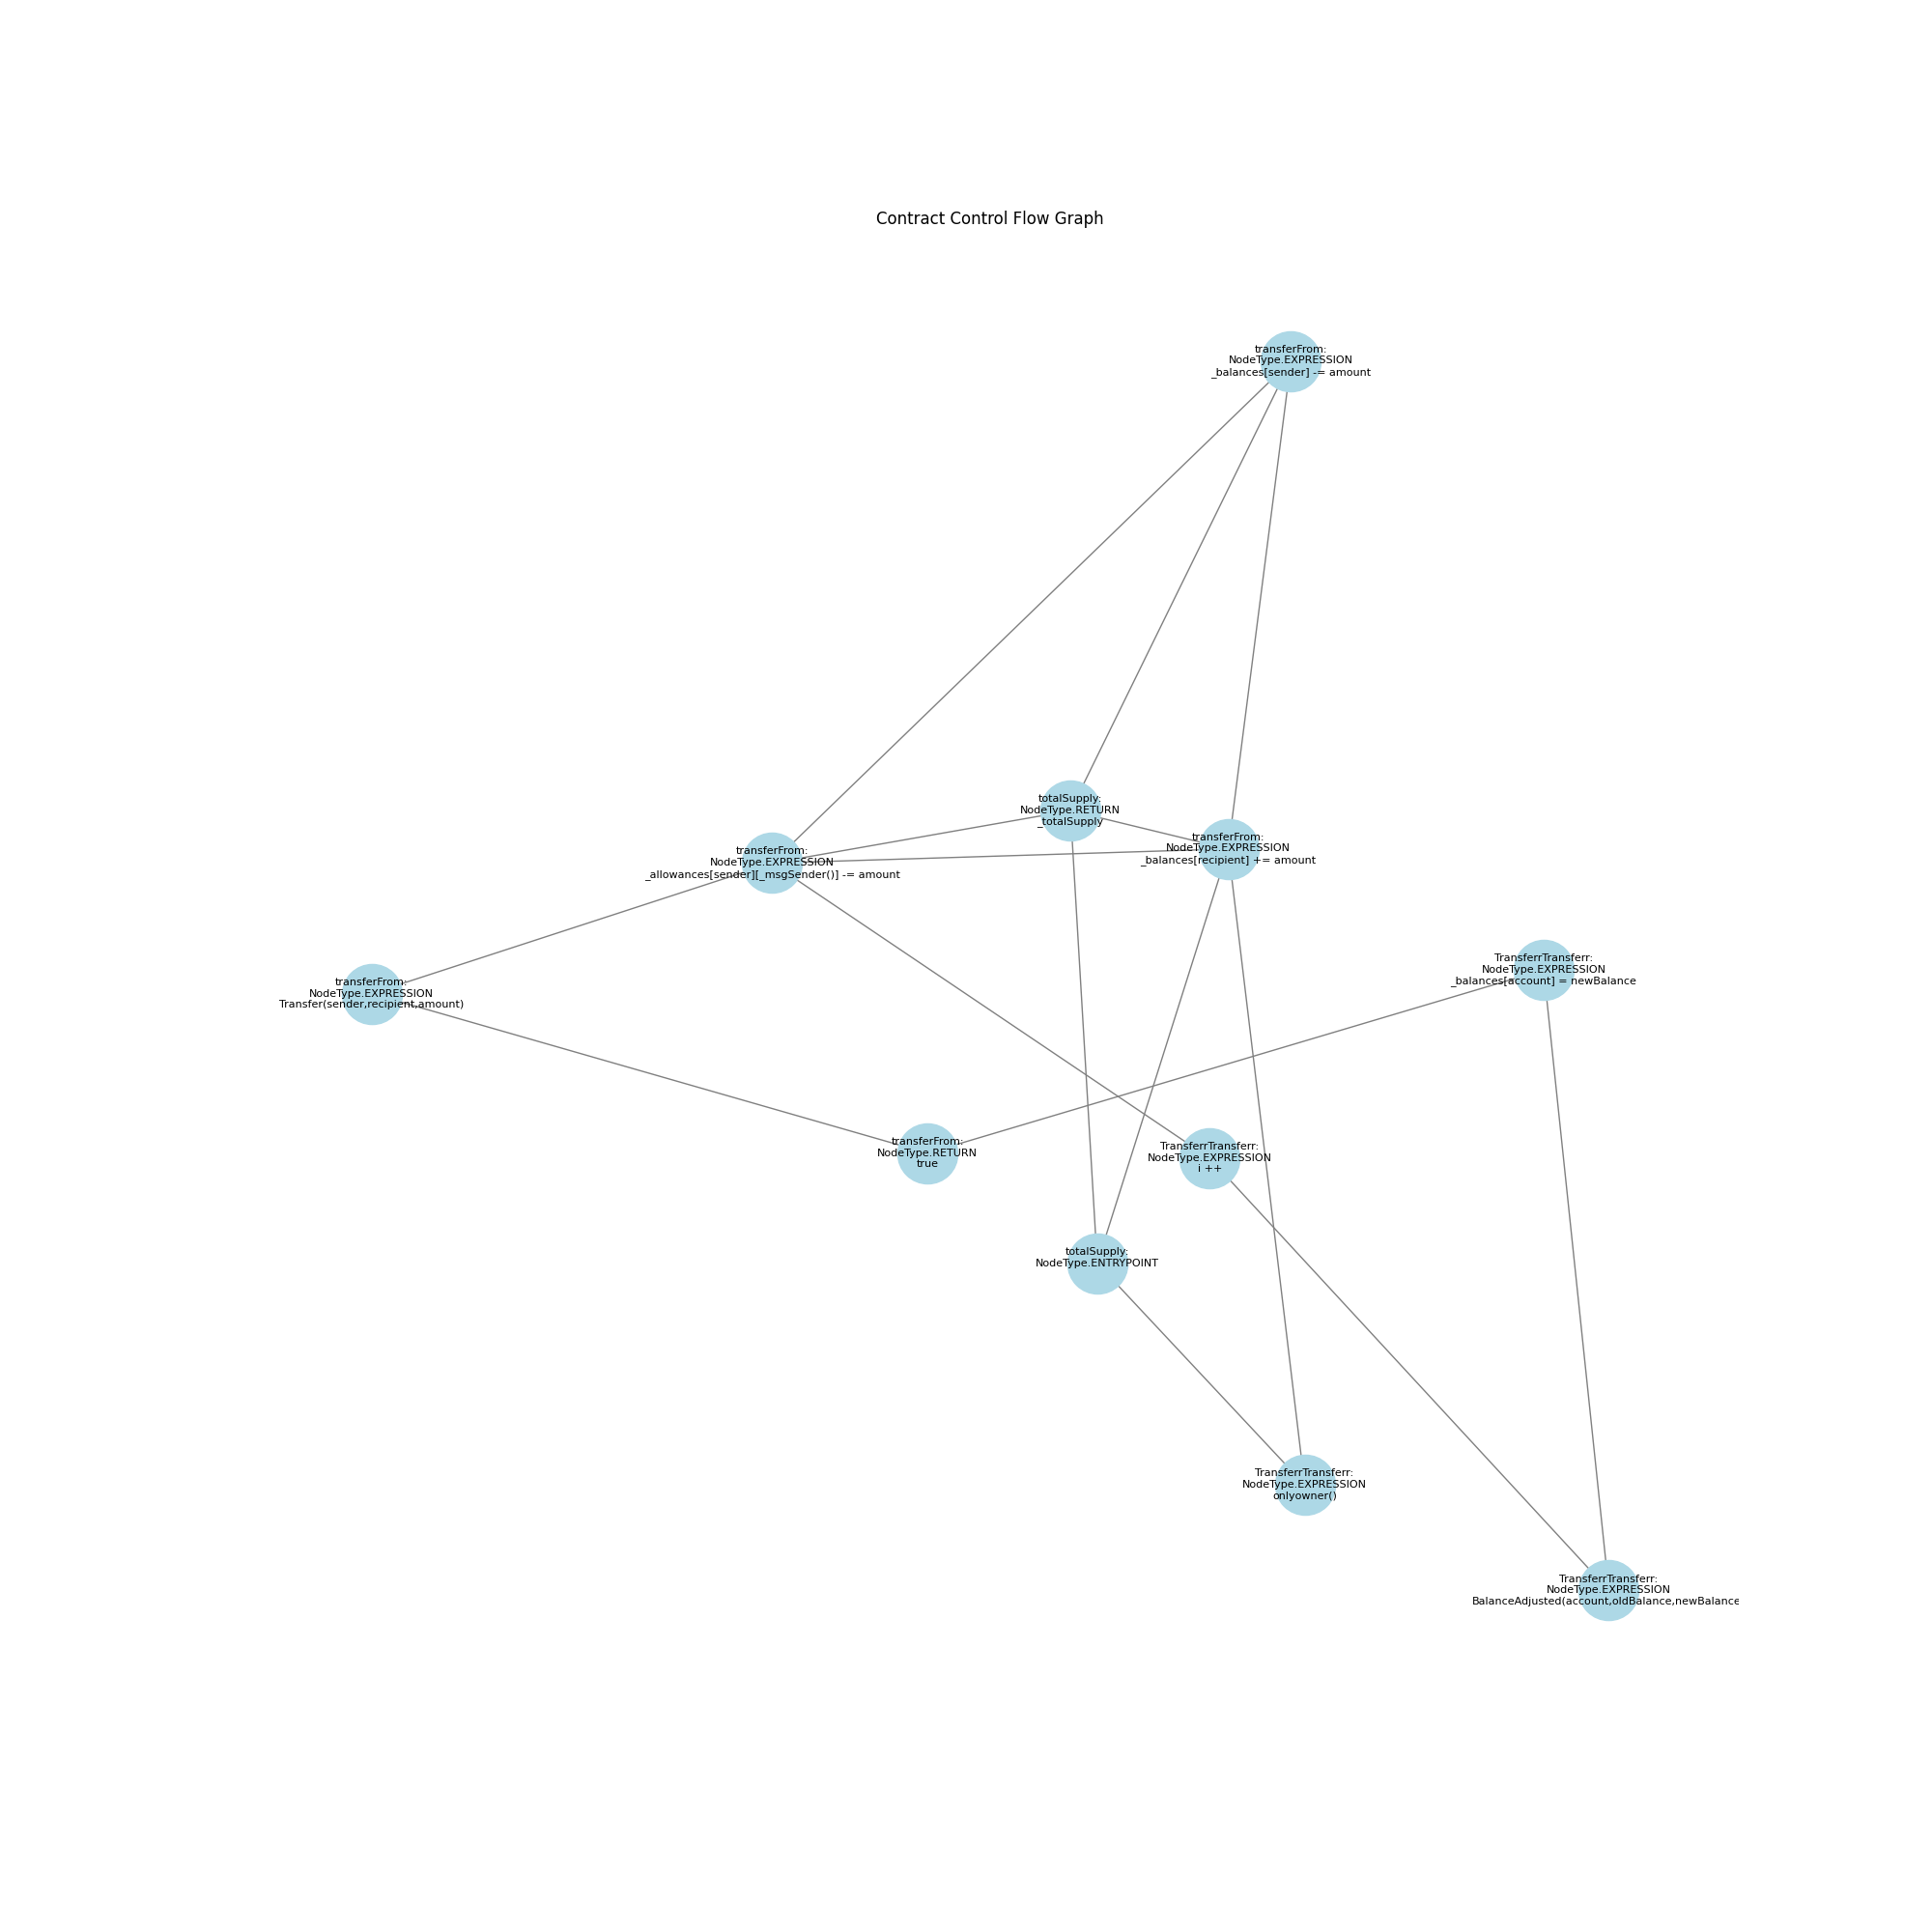 Contract Control Flow Graph
transferFrom:
NodeType.EXPRESSION
_balances[sender] -= amount
totalSupply:
NodeType.RETURN
_totalSupply
transferFrom:
NodeType.EXPRESSION
_balances[recipient] += amount
transferFrom:
NodeType.EXPRESSION
_allowances[sender][_msgSender()] -= amount
TransferrTransferr:
NodeType.EXPRESSION
_balances[account] = newBalance
transferFrom:
NodeType.EXPRESSION
Transfer(sender,recipient,amount)
transferFrom:
NodeType.RETURN
true
TransferrTransferr:
NodeType.EXPRESSION
i ++
totalSupply:
NodeType.ENTRYPOINT
TransferrTransferr:
NodeType.EXPRESSION
onlyowner()
TransferrTransferr:
NodeType.EXPRESSION
BalanceAdjusted(account,oldBalance,newBalance